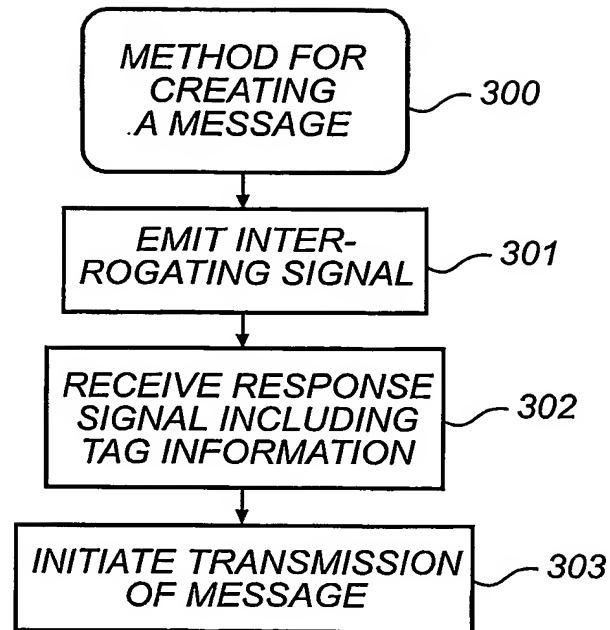 METHOD FOR
CREATING
.A MESSAGE
300
EMIT INTER-
ROGATING SIGNAL
301
RECEIVE RESPONSE
SIGNAL INCLUDING
TAG INFORMATION
302
INITIATE TRANSMISSION
OF MESSAGE
303